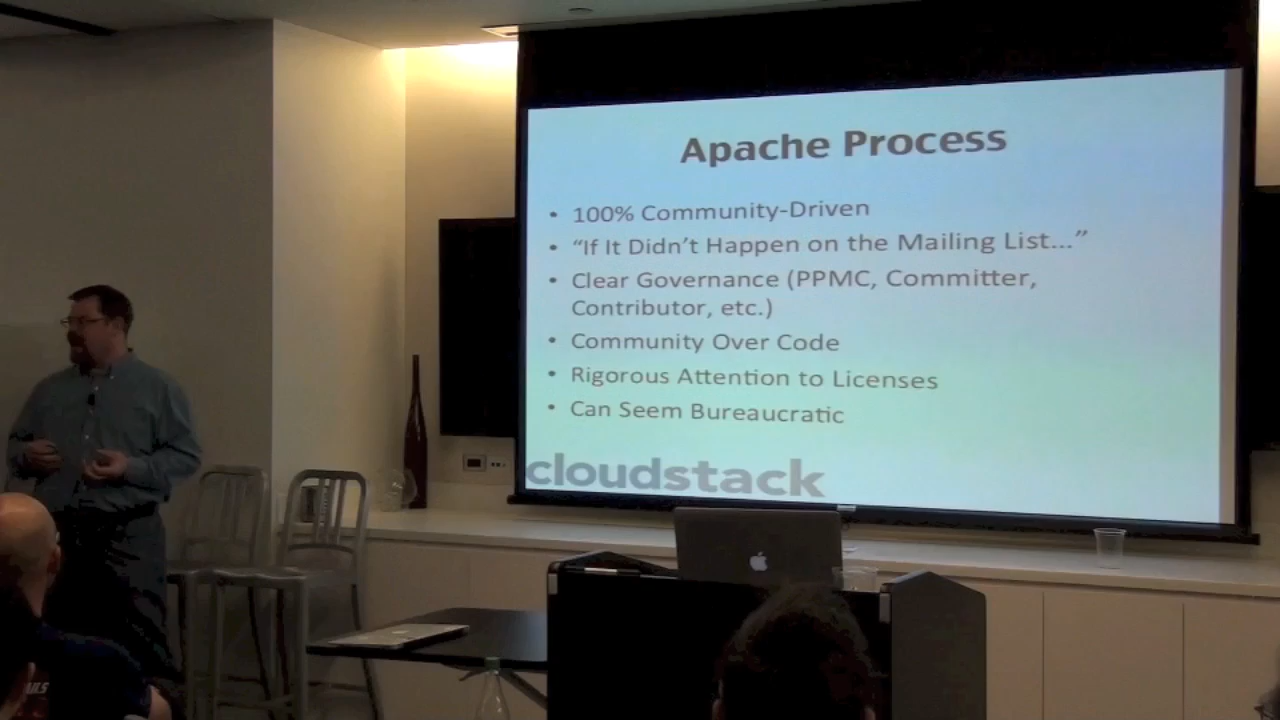 Apache Process
• 100% Community-Driven
• “If It Didn’t Happen on the Mailing List...”
• Clear Governance (PPMC, Committer,
Contributor, etc.)
• Community Over Code
• Rigorous Attention to Licenses
• Can Seem Bureaucratic
cloudstack